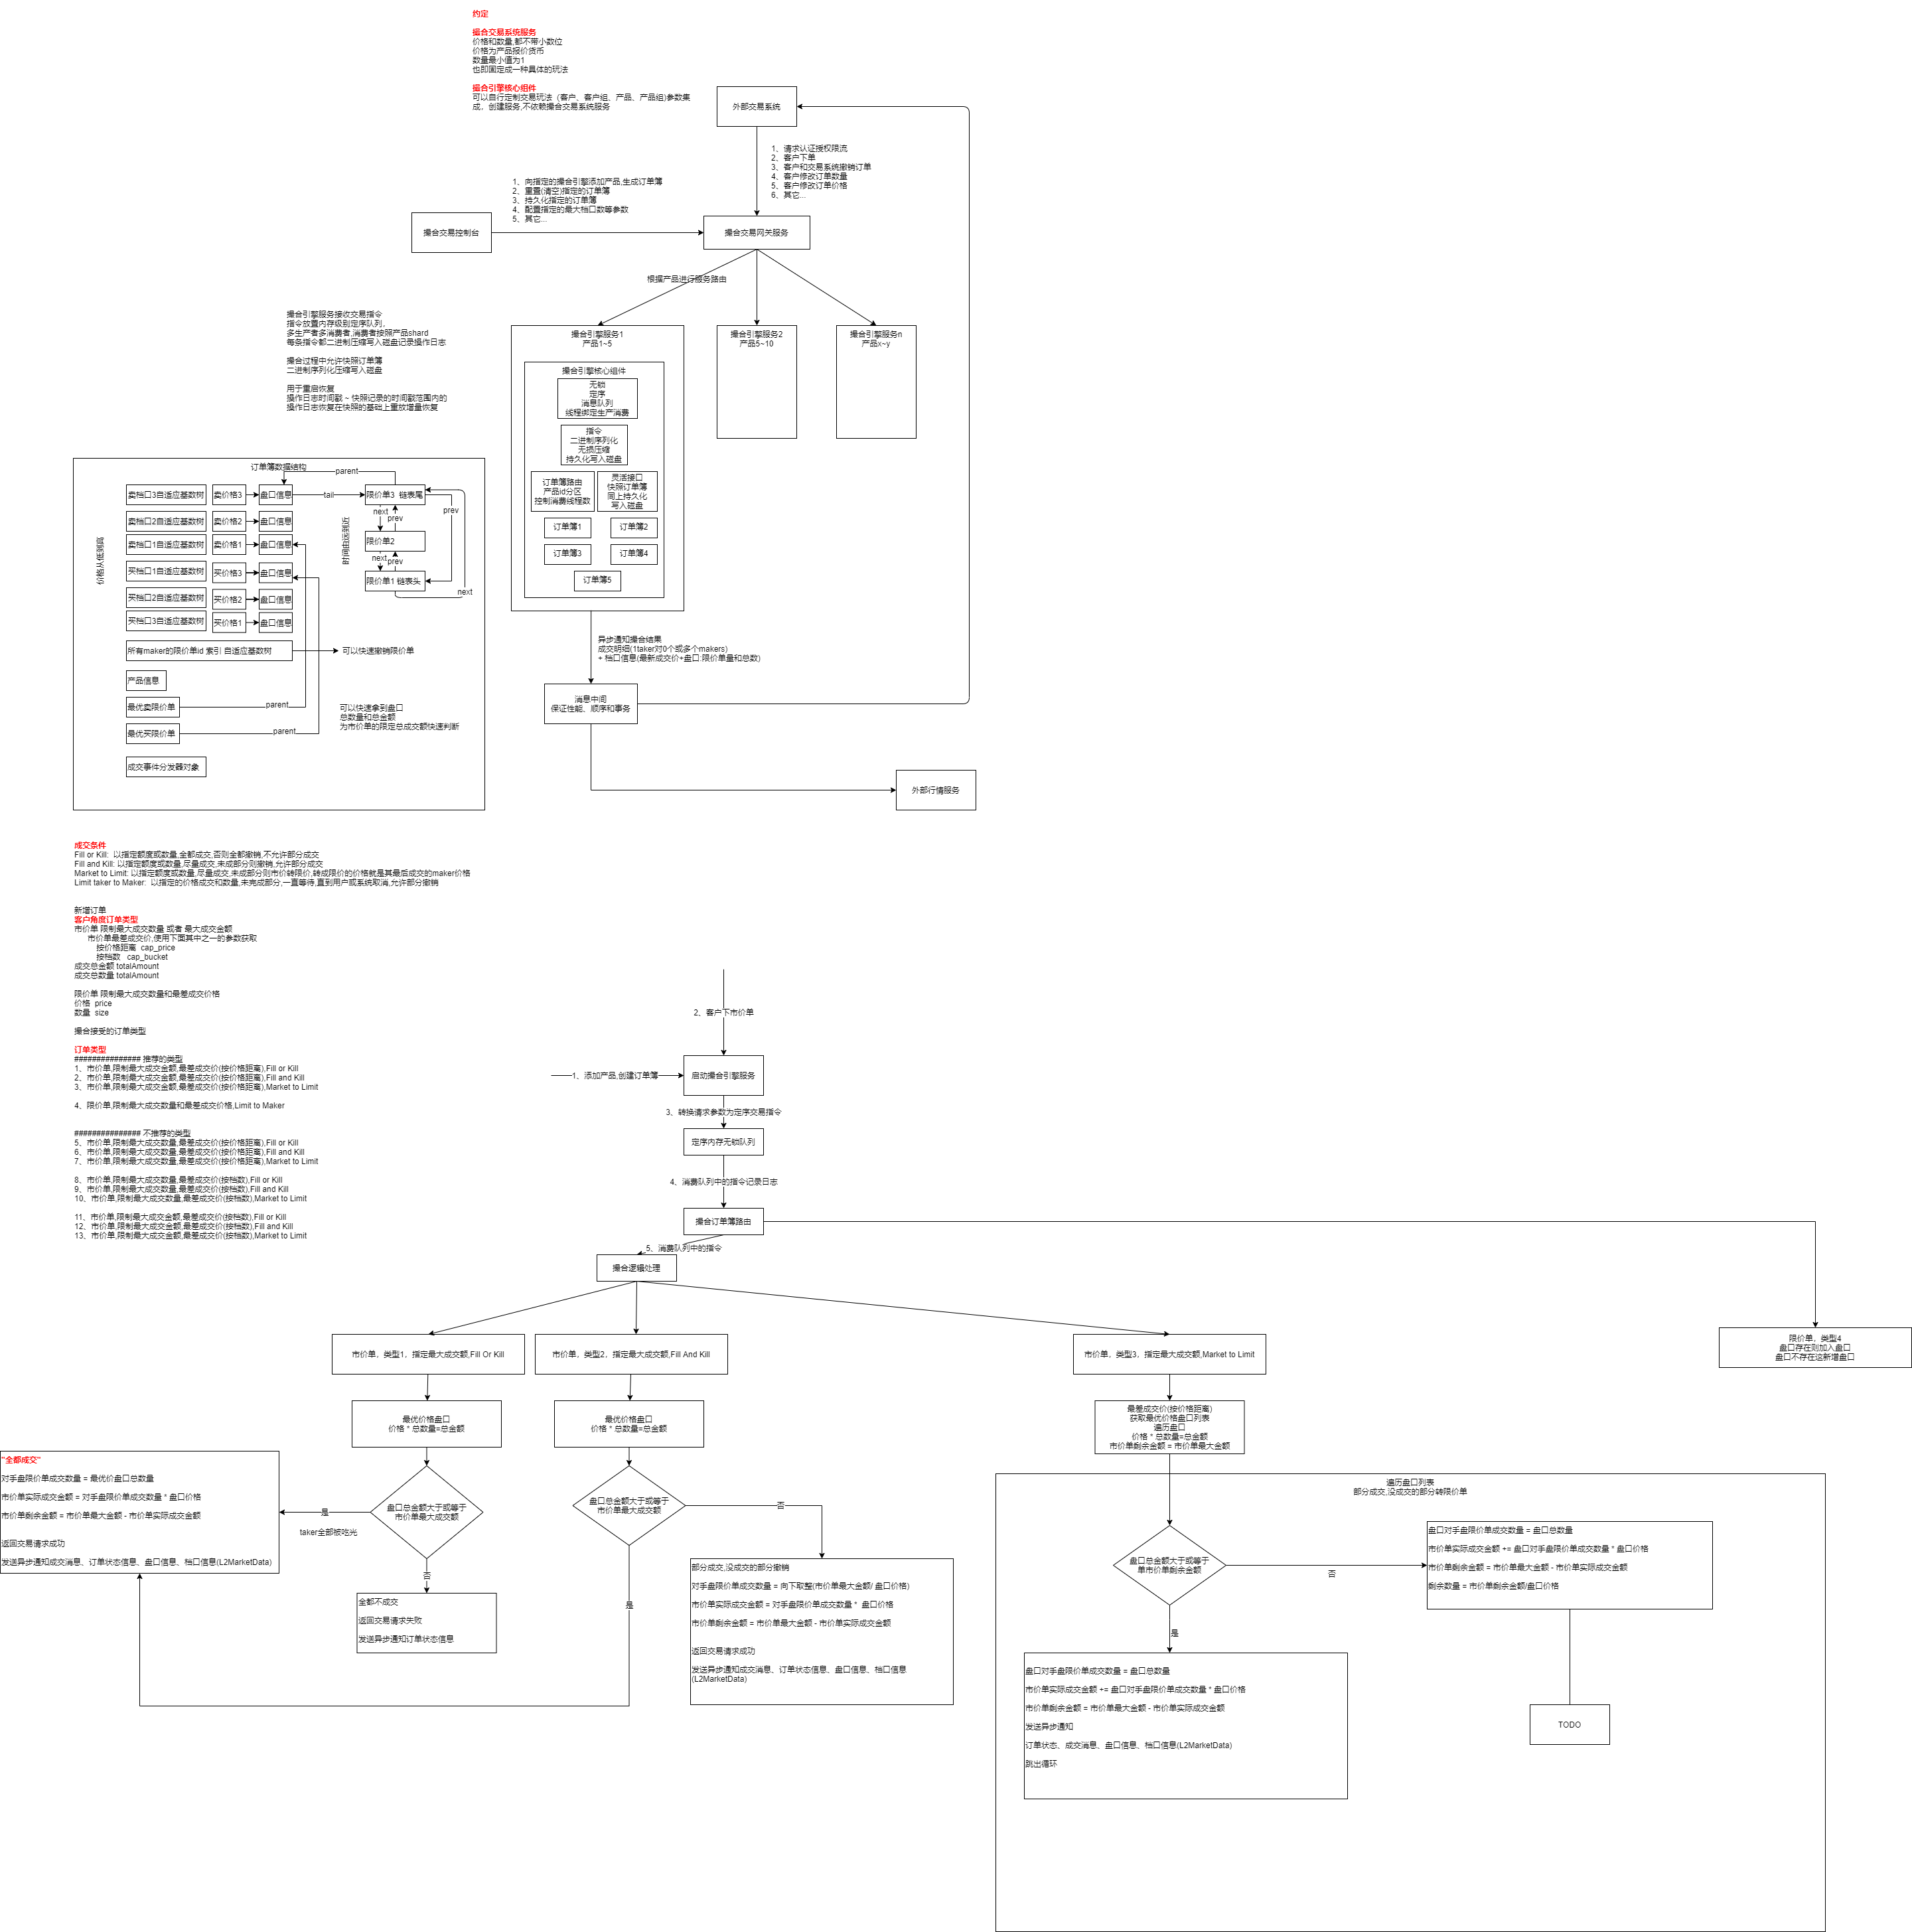 约定
撮合交易系统服务
价格和数量,都不带小数位
价格为产品报价货币
数量最小值为1
也即固定成一种具体的玩法
撮合引擎核心组件
可以自行定制交易玩法（客户、客户组、产品、产品组)参数集
成，创建服务,不依赖撮合交易系统服务
外部交易系统
1、请求认证授权限流
2、客户下单
3、客户和交易系统撤销订单
4、客户修改订单数量
5、客户修改订单价格
6、其它...
1、向指定的撮合引擎添加产品,生成订单簿
2、重置(清空)指定的订单簿
3、持久化指定的订单簿
4、配置指定的最大档口数等参数
5、其它...
撮合交易控制台
撮合交易网关服务
根据产品进行服务路由
撮合引擎服务接收交易指令
指令放置内存级别定序队列，
多生产者多消费者,消费者按照产品shard
每条指令都二进制压缩写入磁盘记录操作日志
撮合过程中允许快照订单簿
二进制序列化压缩写入磁盘
用于重启恢复
操作日志时间戳 ~ 快照记录的时间戳范围内的
操作日志恢复在快照的基础上重放增量恢复
撮合引擎服务1
产品1~5
撮合引擎服务2
产品5~10
撮合引擎服务n
产品x~y
撮合引擎核心组件
无锁
定序
消息队列
线程绑定生产消费
指令
二进制序列化
无损压缩
持久化写入磁盘
订单簿路由
产品id分区
控制消费线程数
灵活接口
快照订单簿
同上持久化
写入磁盘
订单簿1
订单簿2
订单簿3
订单簿4
订单簿5
订单簿数据结构
parent
卖档口3自适应基数树
卖价格3
盘口信息
tail
限价单3 链表尾
next
prev
prev
卖档口2自适应基数树
卖价格2
盘口信息
限价单2
时间由远到近
价格从低到高
卖档口1自适应基数树
卖价格1
盘口信息
next
prev
买档口1自适应基数树
买价格3
盘口信息
限价单1 链表头
next
买档口2自适应基数树
买价格2
盘口信息
买档口3自适应基数树
买价格1
盘口信息
所有maker的限价单id 索引 自适应基数树
可以快速撤销限价单
产品信息
最优卖限价单
parent
可以快速拿到盘口
总数量和总金额
为市价单的限定总成交额快速判断
最优买限价单
parent
成交事件分发器对象
异步通知撮合结果
成交明细(1taker对0个或多个makers)
+ 档口信息(最新成交价+盘口:限价单量和总数)
消息中间
保证性能、顺序和事务
外部行情服务
成交条件
Fill or Kill:  以指定额度或数量,全都成交,否则全都撤销,不允许部分成交
Fill and Kill: 以指定额度或数量,尽量成交,未成部分则撤销,允许部分成交
Market to Limit: 以指定额度或数量,尽量成交,未成部分则市价转限价,转成限价的价格就是其最后成交的maker价格
Limit taker to Maker:  以指定的价格成交和数量,未完成部分,一直等待,直到用户或系统取消,允许部分撤销
新增订单
客户角度订单类型
市价单 限制最大成交数量 或者 最大成交金额
市价单最差成交价,使用下面其中之一的参数获取
按价格距离  cap_price
按档数   cap_bucket
成交总金额 totalAmount
成交总数量 totalAmount
限价单 限制最大成交数量和最差成交价格
价格  price
数量  size
撮合接受的订单类型
订单类型
############### 推荐的类型
1、市价单,限制最大成交金额,最差成交价(按价格距离),Fill or Kill
2、市价单,限制最大成交金额,最差成交价(按价格距离),Fill and Kill
3、市价单,限制最大成交金额,最差成交价(按价格距离),Market to Limit
4、限价单,限制最大成交数量和最差成交价格,Limit to Maker
############### 不推荐的类型
5、市价单,限制最大成交数量,最差成交价(按价格距离),Fill or Kill
6、市价单,限制最大成交数量,最差成交价(按价格距离),Fill and Kill
7、市价单,限制最大成交数量,最差成交价(按价格距离),Market to Limit
8、市价单,限制最大成交数量,最差成交价(按档数),Fill or Kill
9、市价单,限制最大成交数量,最差成交价(按档数),Fill and Kill
10、市价单,限制最大成交数量,最差成交价(按档数),Market to Limit
11、市价单,限制最大成交金额,最差成交价(按档数),Fill or Kill
12、市价单,限制最大成交金额,最差成交价(按档数),Fill and Kill
13、市价单,限制最大成交金额,最差成交价(按档数),Market to Limit
2、客户下市价单
1、添加产品,创建订单簿
启动撮合引擎服务
3、转换请求参数为定序交易指令
定序内存无锁队列
4、消费队列中的指令记录日志
撮合订单簿路由
5、消费队列中的指令
撮合逻辑处理
市价单，类型1，指定最大成交额,Fill Or Kill
市价单，类型2，指定最大成交额,Fill And Kill
市价单，类型3，指定最大成交额,Market to Limit
限价单，类型4
盘口存在则加入盘口
盘口不存在这新增盘口
最优价格盘口
价格 * 总数量=总金额
最优价格盘口
价格 * 总数量=总金额
最差成交价(按价格距离)
获取最优价格盘口列表
遍历盘口
价格 * 总数量=总金额
市价单剩余金额 = 市价单最大金额
"全部成交"
对手盘限价单成交数量 = 最优价盘口总数量
市价单实际成交金额 = 对手盘限价单成交数量 * 盘口价格
市价单剩余金额 = 市价单最大金额 - 市价单实际成交金额
返回交易请求成功
发送异步通知成交消息、订单状态信息、盘口信息、档口信息(L2MarketData)
是
taker全部被吃光
盘口总金额大于或等于
市价单最大成交额
否
全都不成交
返回交易请求失败
发送异步通知订单状态信息
盘口总金额大于或等于
市价单最大成交额
否
是
部分成交,没成交的部分撤销
对手盘限价单成交数量 = 向下取整(市价单最大金额/ 盘口价格)
市价单实际成交金额 = 对手盘限价单成交数量 *  盘口价格
市价单剩余金额 = 市价单最大金额 - 市价单实际成交金额
返回交易请求成功
发送异步通知成交消息、订单状态信息、盘口信息、档口信息
(L2MarketData)
遍历盘口列表
部分成交,没成交的部分转限价单
盘口总金额大于或等于
单市价单剩余金额
否
盘口对手盘限价单成交数量 = 盘口总数量
市价单实际成交金额 += 盘口对手盘限价单成交数量 * 盘口价格
市价单剩余金额 = 市价单最大金额 - 市价单实际成交金额
剩余数量 = 市价单剩余金额/盘口价格
是
盘口对手盘限价单成交数量 = 盘口总数量
市价单实际成交金额 += 盘口对手盘限价单成交数量 * 盘口价格
市价单剩余金额 = 市价单最大金额 - 市价单实际成交金额
发送异步通知
订单状态、成交消息、盘口信息、档口信息(L2MarketData)
跳出循环
TODO